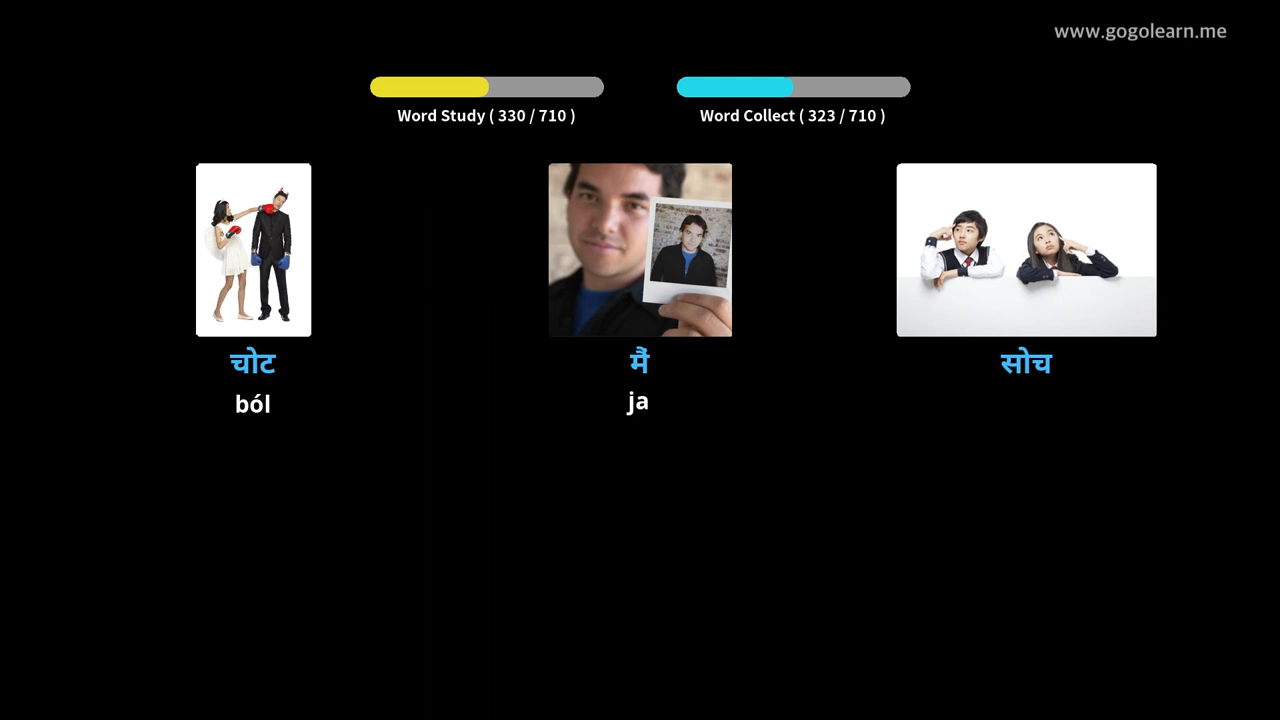 www.gogolearn.me
Word Study ( 330 / 710 )
Word Collect ( 323 / 710 )
चोट
मैं
सोच
ból
ja